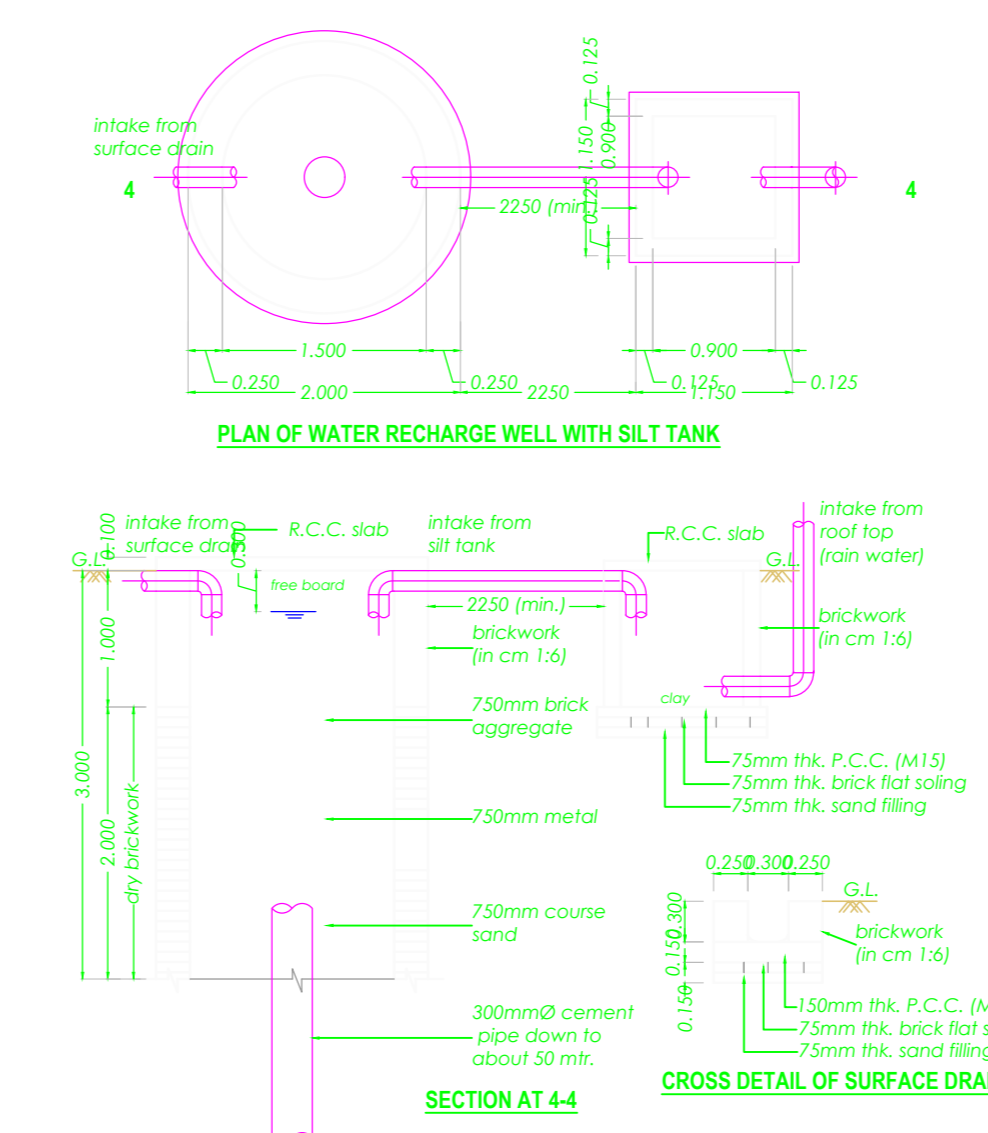 intake from
surface drain
4
0.125
1.150
0.900
0.125
2250 (min.)
4
1.500
0.250
2.000
0.250
2250
0.900
0.125
1.150
0.125
PLAN OF WATER RECHARGE WELL WITH SILT TANK
0.100
intake from
surface drain
0.300
R.C.C. slab
intake from
silt tank
R.C.C. slab
intake from
roof top
(rain water)
G.L.
free board
G.L.
2250 (min.)
1.000
brickwork
(in cm 1:6)
brickwork
(in cm 1:6)
clay
750mm brick
aggregate
3.000
2.000
dry brickwork
75mm thk. P.C.C. (M15)
75mm thk. brick flat soling
75mm thk. sand filling
750mm metal
750mm course
sand
300mmØ cement
pipe down to
about 50 mtr.
SECTION AT 4-4
0.250
0.300
0.250
G.L.
0.300
0.150
0.150
brickwork
(in cm 1:6)
150mm thk. P.C.C. (M
75mm thk. brick flat s
75mm thk. sand filling
CROSS DETAIL OF SURFACE DRA